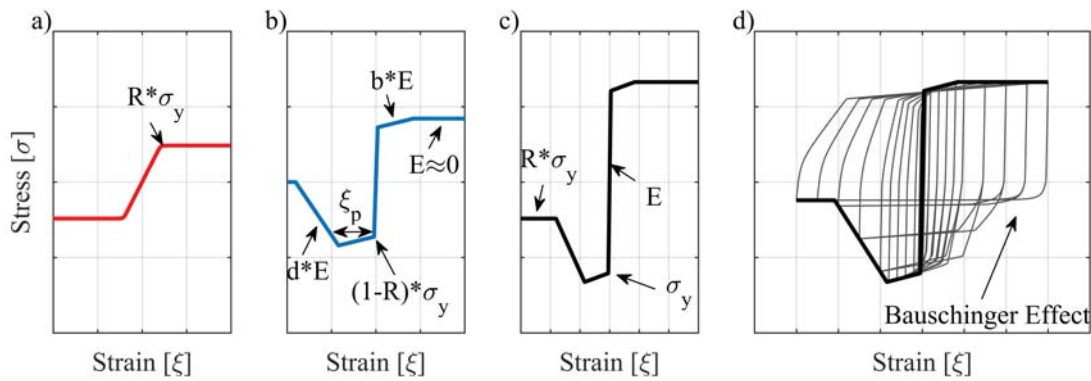 a)
R*σy
Stress [σ]
Strain [ξ]
b)
b*E
E≈0
ξp
d*E
(1-R)*σy
Strain [ξ]
c)
R*σy
E
σy
Strain [ξ]
d)
Bauschinger Effect
Strain [ξ]